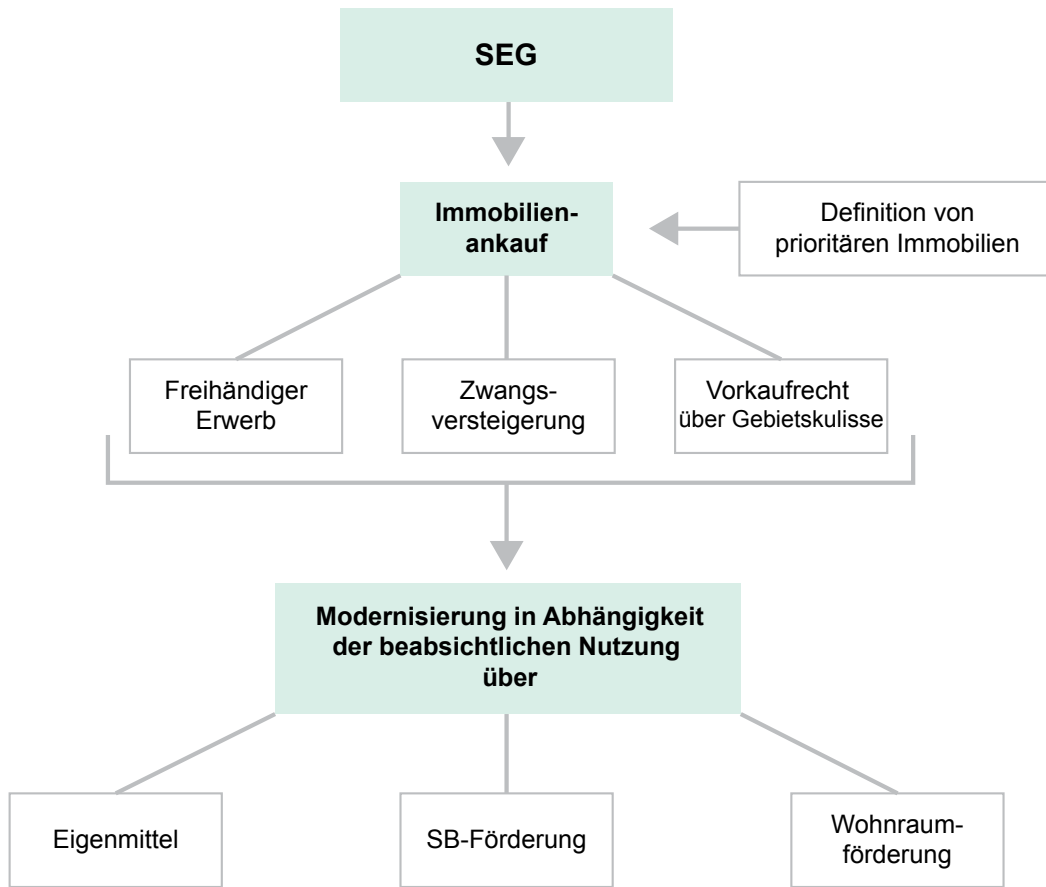 SEG
Immobilien-
ankauf
Definition von
prioritären Immobilien
Freihändiger
Erwerb
Zwangs-
versteigerung
Vorkaufrecht
über Gebietskulisse
Modernisierung in Abhängigkeit
der beabsichtlichen Nutzung
über
Eigenmittel
SB-Förderung
Wohnraum-
förderung